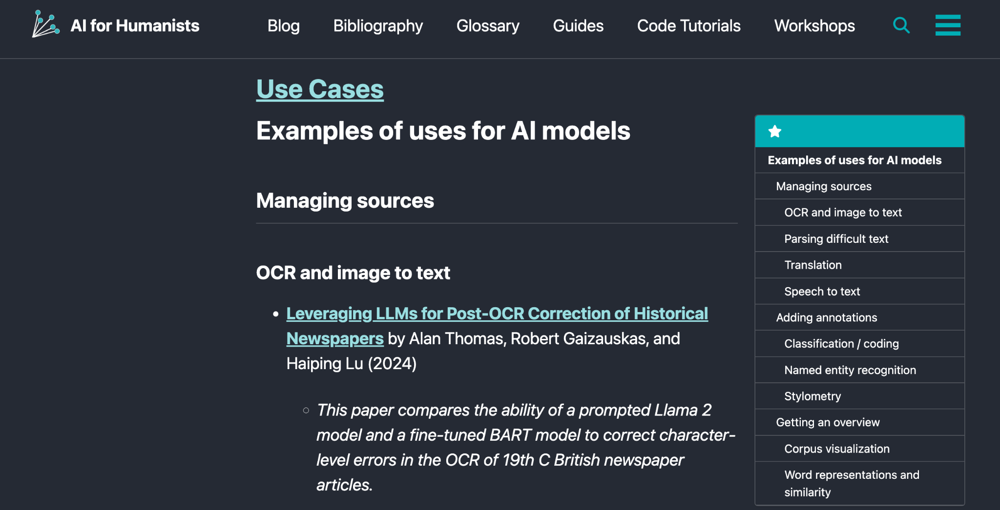 AI for Humanists
Blog
Bibliography
Glossary
Guides
Code Tutorials
Workshops
Use Cases
Examples of uses for AI models
Managing sources
OCR and image to text
• Leveraging LLMs for Post-OCR Correction of Historical
Newspapers by Alan Thomas, Robert Gaizauskas, and
Haiping Lu (2024)
◦ This paper compares the ability of a prompted Llama 2
model and a fine-tuned BART model to correct character-
level errors in the OCR of 19th C British newspaper
articles.
Examples of uses for AI models
Managing sources
OCR and image to text
Parsing difficult text
Translation
Speech to text
Adding annotations
Classification / coding
Named entity recognition
Stylometry
Getting an overview
Corpus visualization
Word representations and
similarity